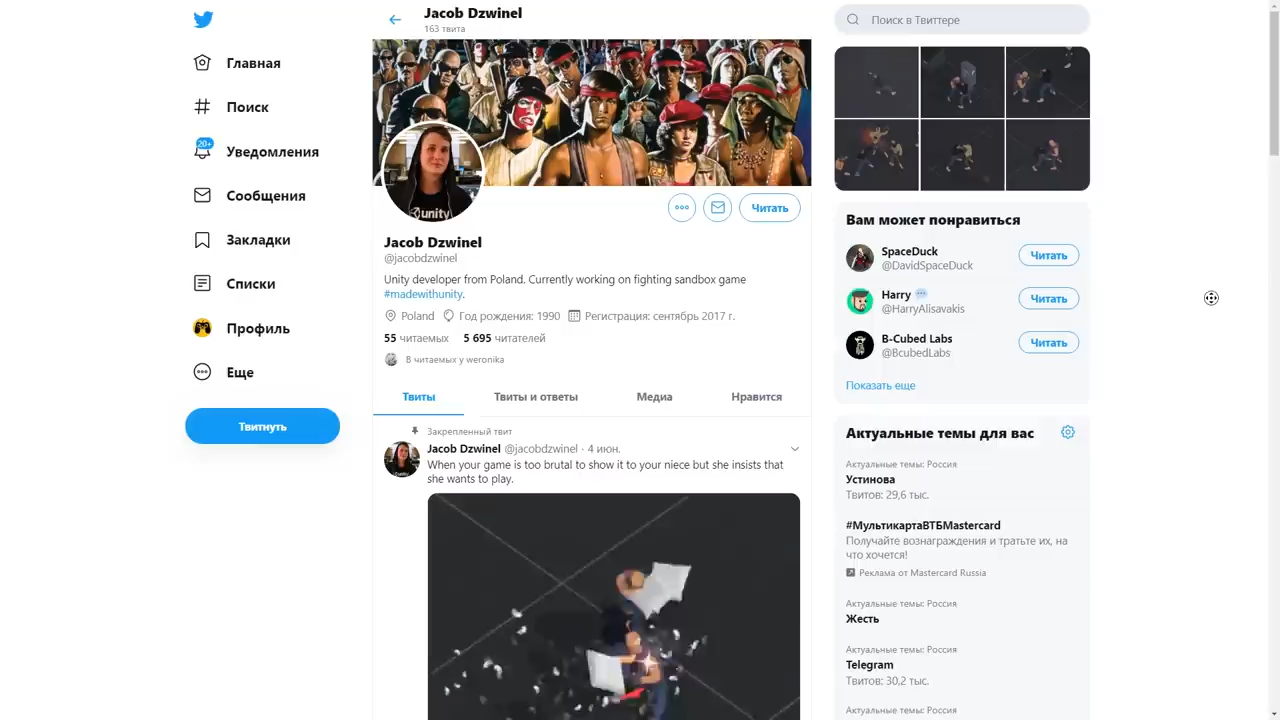 Jacob Dzwinel
163 твита
Поиск в Твиттере
Главная
Поиск
20+
Уведомления
Сообщения
Закладки
Списки
Профиль
Еще
Твитнуть
unity
Читать
Jacob Dzwinel
@jacobdzwinel
Unity developer from Poland. Currently working on fighting sandbox game
#madewithunity.
Poland Год рождения: 1990 Регистрация: сентябрь 2017 г.
55 читаемых 5 695 читателей
В читаемых у weronika
Твиты Твиты и ответы Медиа Нравится
Закрепленный твит
Jacob Dzwinel @jacobdzwinel · 4 июн.
When your game is too brutal to show it to your niece but she insists that
she wants to play.
Вам может понравиться
SpaceDuck
@DavidSpaceDuck
Читать
Harry
@HarryAlisavakis
Читать
B-Cubed Labs
@BcubedLabs
Читать
Показать еще
Актуальные темы для вас
Актуальные темы: Россия
Устинова
Твитов: 29,6 тыс.
#МультикартаВТБMastercard
Получайте вознаграждения и тратьте их, на
что хочется!
Реклама от Mastercard Russia
Актуальные темы: Россия
Жесть
Актуальные темы: Россия
Telegram
Твитов: 30,2 тыс.
Актуальные темы: Россия